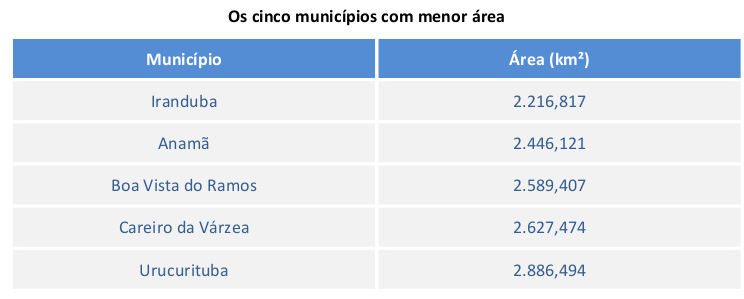 Os cinco municípios com menor área
Município Área (km²)
Iranduba 2.216,817
Anamã 2.446,121
Boa Vista do Ramos 2.589,407
Careiro da Várzea 2.627,474
Urucurituba 2.886,494